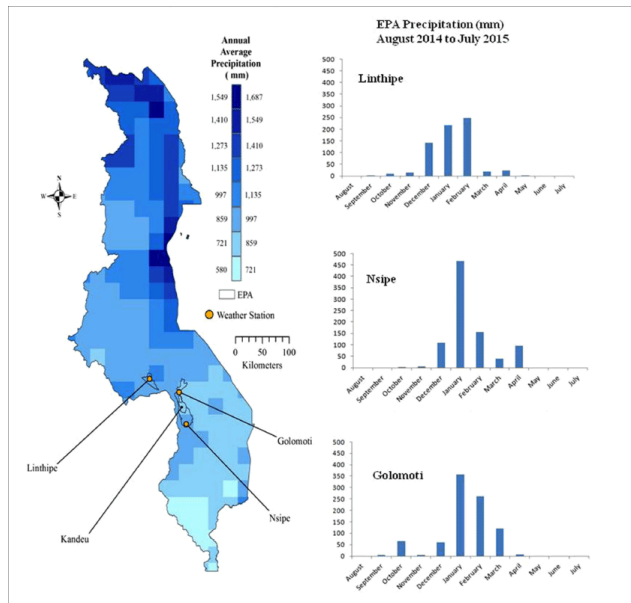 Annual
Average
Precipitation
( mm)
1,549 1,687
1,410 1,549
1,273 1,410
1,135 1,273
997 1,135
859 997
721 859
580 721
EPA
Weather Station
0 50 100
Kilometers
N
W E
S
Linthipe
Kandeu
Golomoti
Nsipe
EPA Precipitation (mm)
August 2014 to July 2015
Linthipe
500
450
400
350
300
250
200
150
100
50
0
August
September
October
November
December
January
February
March
April
May
June
July
Nsipe
500
450
400
350
300
250
200
150
100
50
0
August
September
October
November
December
January
February
March
April
May
June
July
Golomoti
500
450
400
350
300
250
200
150
100
50
0
August
September
October
November
December
January
February
March
April
May
June
July